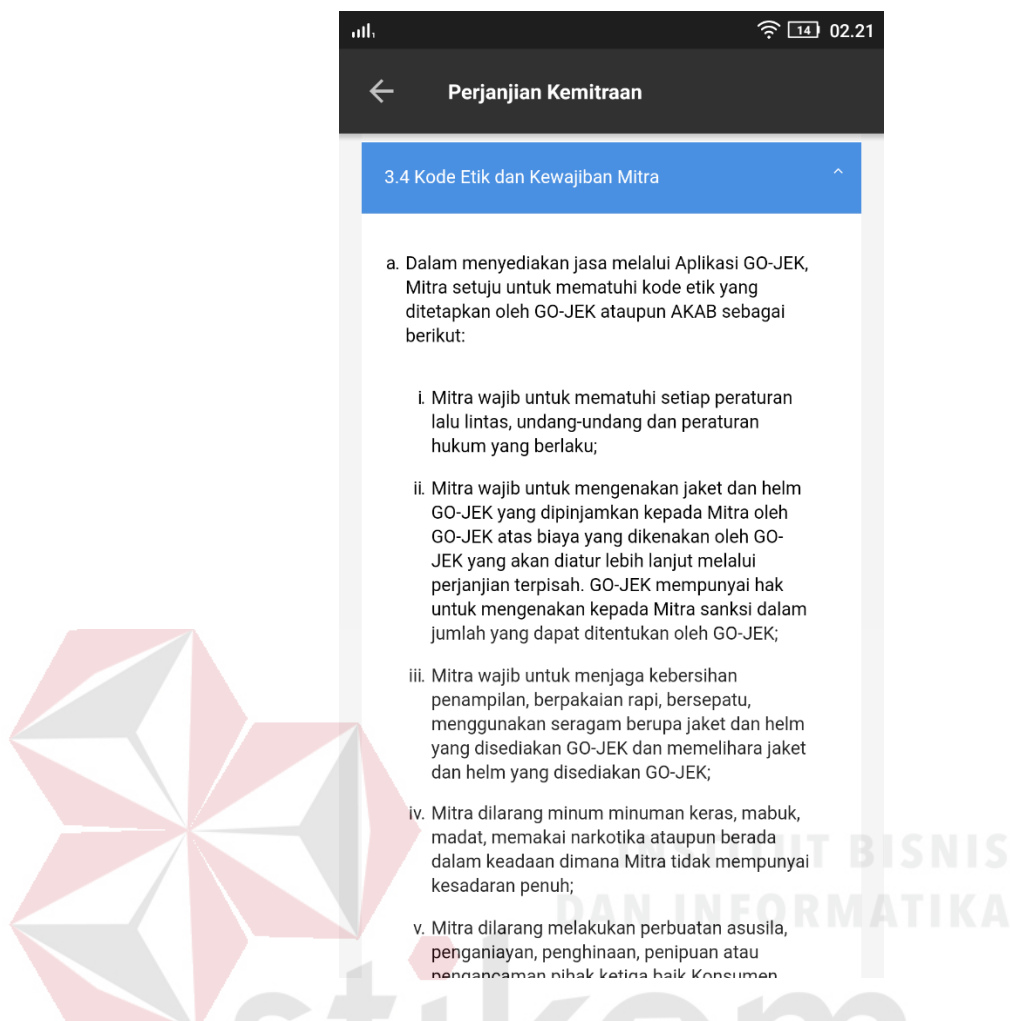 14 02.21
Perjanjian Kemitraan
3.4 Kode Etik dan Kewajiban Mitra
a. Dalam menyediakan jasa melalui Aplikasi GO-JEK,
Mitra setuju untuk mematuhi kode etik yang
ditetapkan oleh GO-JEK ataupun AKAB sebagai
berikut:
i. Mitra wajib untuk mematuhi setiap peraturan
lalu lintas, undang-undang dan peraturan
hukum yang berlaku;
ii. Mitra wajib untuk mengenakan jaket dan helm
GO-JEK yang dipinjamkan kepada Mitra oleh
GO-JEK atas biaya yang dikenakan oleh GO-
JEK yang akan diatur lebih lanjut melalui
perjanjian terpisah. GO-JEK mempunyai hak
untuk mengenakan kepada Mitra sanksi dalam
jumlah yang dapat ditentukan oleh GO-JEK;
iii. Mitra wajib untuk menjaga kebersihan
penampilan, berpakaian rapi, bersepatu,
menggunakan seragam berupa jaket dan helm
yang disediakan GO-JEK dan memelihara jaket
dan helm yang disediakan GO-JEK;
iv. Mitra dilarang minum minuman keras, mabuk,
madat, memakai narkotika ataupun berada
dalam keadaan dimana Mitra tidak mempunyai
kesadaran penuh;
v. Mitra dilarang melakukan perbuatan asusila,
penganiayan, penghinaan, penipuan atau
pengancaman pihak ketiga baik Konsumen
INSTITUT BISNIS
DAN INFORMATIKA
stikom